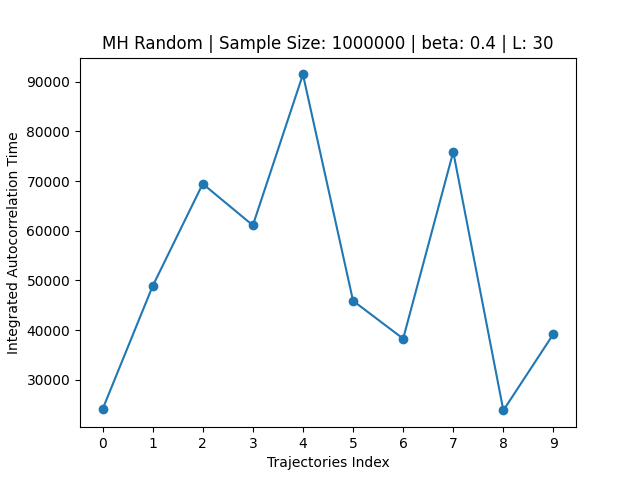 MH Random | Sample Size: 1000000 | beta: 0.4 | L: 30
90000
80000
70000
60000
50000
40000
30000
Integrated Autocorrelation Time
0 1 2 3 4 5 6 7 8 9
Trajectories Index